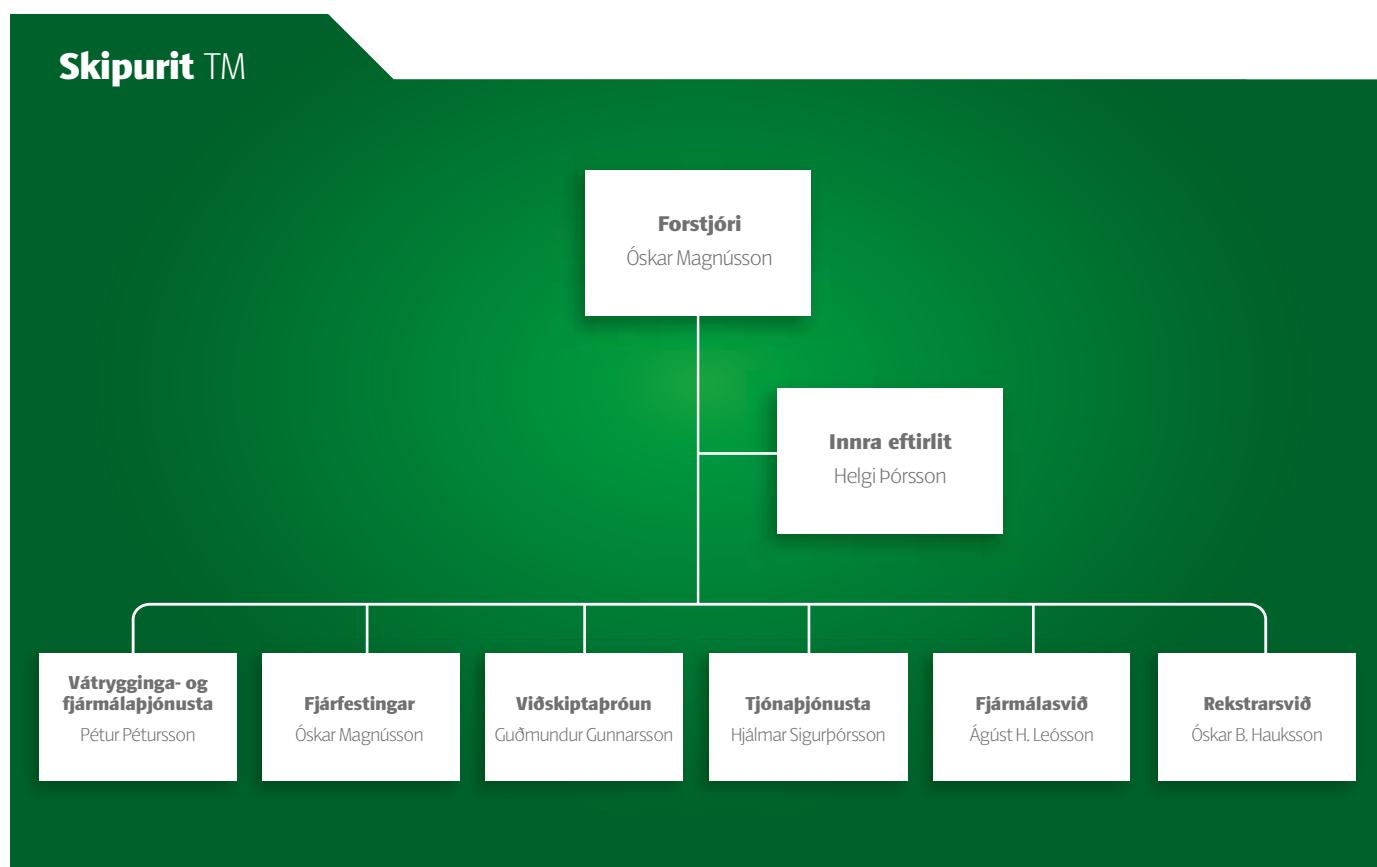 Skipurit TM
Forstjóri
Óskar Magnússon
Innra eftirlit
Helgi Þórsson
Vátrygginga- og
fjármálaþjónusta
Pétur Pétursson
Fjárfestingar
Óskar Magnússon
Viðskiptaþróun
Guðmundur Gunnarsson
Tjónaþjónusta
Hjálmar Sigurþórsson
Fjármálasvið
Ágúst H. Leósson
Rekstrarsvið
Óskar B. Hauksson